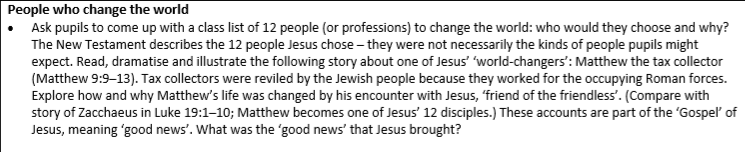 People who change the world
• Ask pupils to come up with a class list of 12 people (or professions) to change the world: who would they choose and why?
The New Testament describes the 12 people Jesus chose – they were not necessarily the kinds of people pupils might
expect. Read, dramatise and illustrate the following story about one of Jesus’ ‘world-changers’: Matthew the tax collector
(Matthew 9:9–13). Tax collectors were reviled by the Jewish people because they worked for the occupying Roman forces.
Explore how and why Matthew’s life was changed by his encounter with Jesus, ‘friend of the friendless’. (Compare with
story of Zacchaeus in Luke 19:1–10; Matthew becomes one of Jesus’ 12 disciples.) These accounts are part of the ‘Gospel’ of
Jesus, meaning ‘good news’. What was the ‘good news’ that Jesus brought?